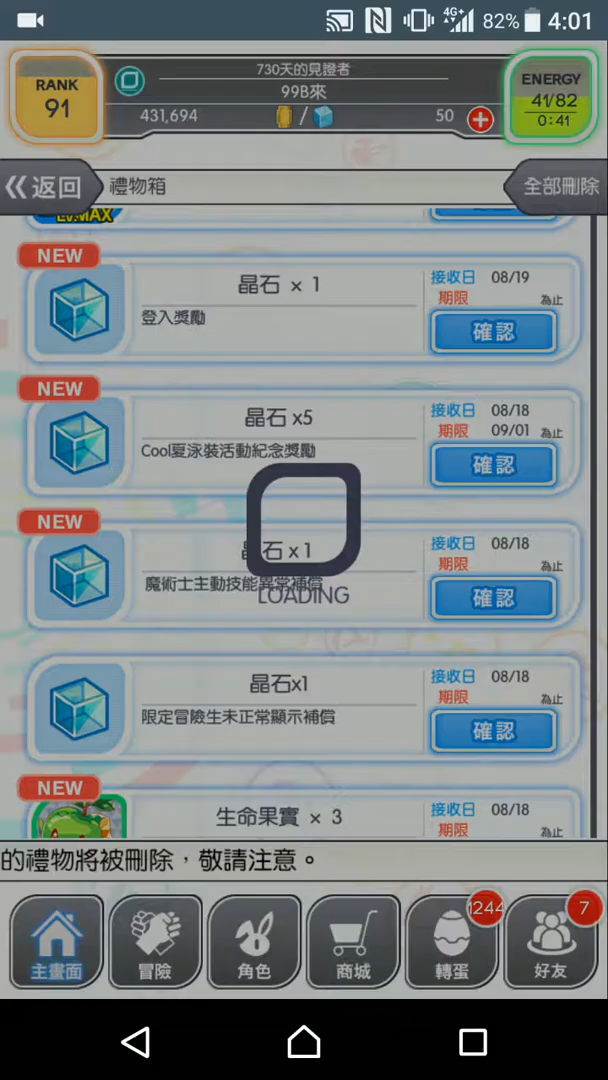 4G+ 82% 4:01
RANK
91
730天的見證者
99B來
431,694 / 50
ENERGY
41/82
0:41
返回
禮物箱
全部刪除
LV.MAX
NEW
晶石 × 1
登入獎勵
接收日 08/19
期限 為止
確認
NEW
晶石 x5
Cool夏泳裝活動紀念獎勵
接收日 08/18
期限 09/01 為止
確認
NEW
晶石 x1
魔術士主動技能異常補償
接收日 08/18
期限 為止
確認
LOADING
晶石x1
限定冒險生未正常顯示補償
接收日 08/18
期限 為止
確認
NEW
生命果實 × 3
接收日 08/18
期限 為止
的禮物將被刪除，敬請注意。
主畫面
冒險
角色
商城
1244
轉蛋
7
好友